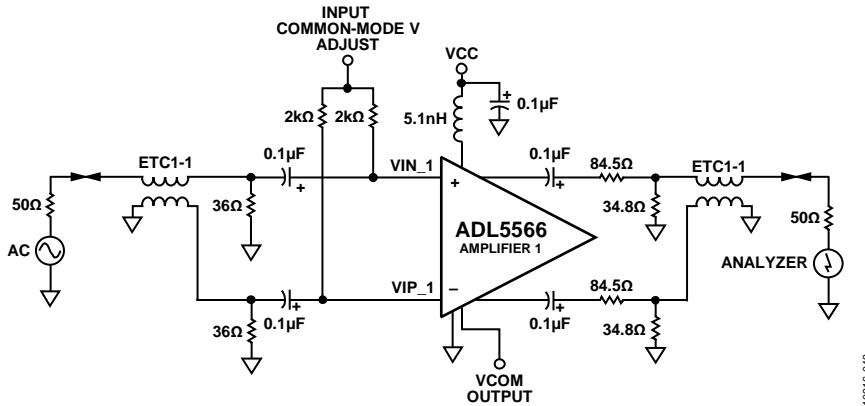 INPUT
COMMON-MODE V
ADJUST
VCC
0.1µF
+
5.1nH
2kΩ
2kΩ
ETC1-1
0.1µF
+
VIN_1
+
0.1µF
84.5Ω
ETC1-1
50Ω
36Ω
34.8Ω
50Ω
AC
ADL5566
AMPLIFIER 1
ANALYZER
VIP_1
−
84.5Ω
36Ω
+
0.1µF
0.1µF
34.8Ω
VCOM
OUTPUT